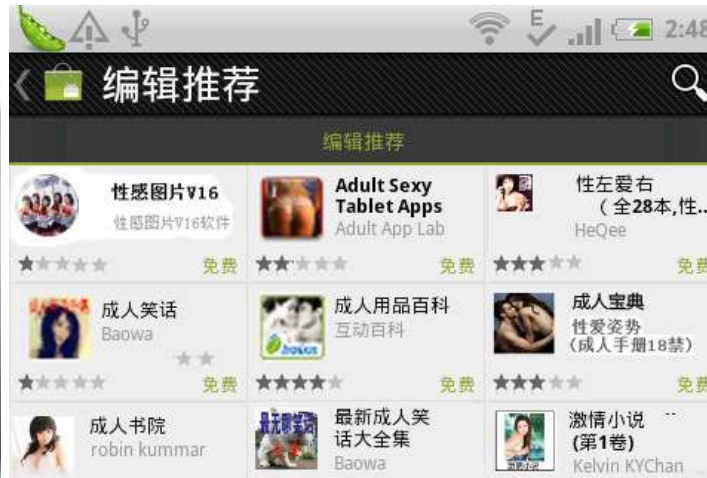 E
2:48
编辑推荐
编辑推荐
性感图片V16
性感图片V16软件
免费
Adult Sexy
Tablet Apps
Adult App Lab
免费
性左爱右
（全28本,性..
HeQee
免费
成人笑话
Baowa
免费
成人用品百科
互动百科
免费
成人宝典
性爱姿势
(成人手册18禁)
免费
成人书院
robin kummar
最新成人笑
话大全集
Baowa
激情小说
(第1卷)
Kelvin KYChan